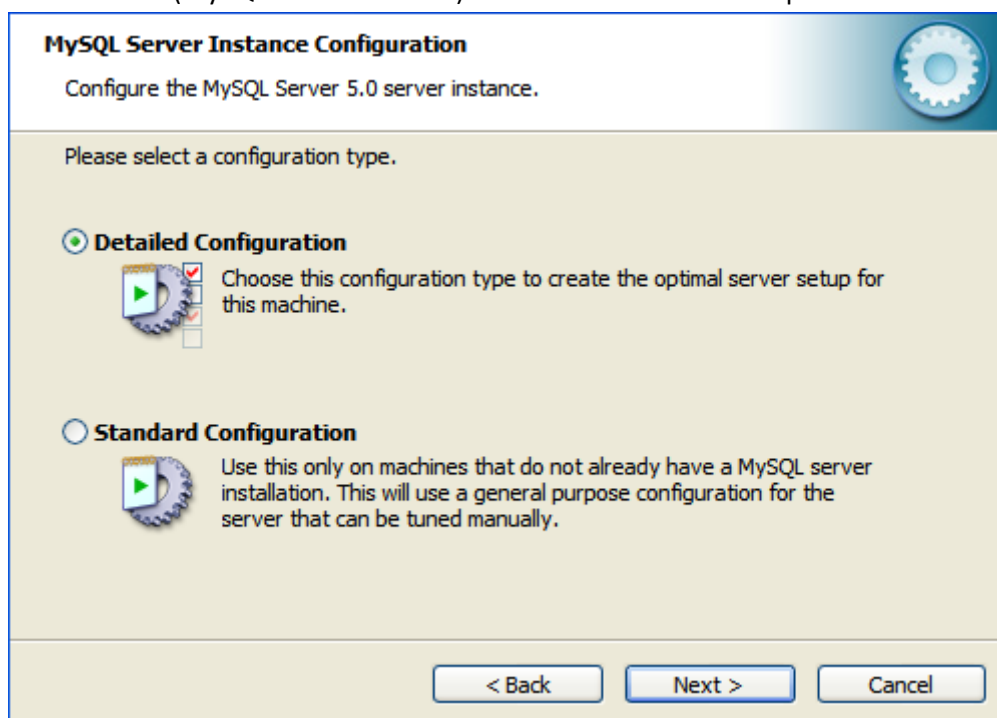 MySQL Server Instance Configuration
Configure the MySQL Server 5.0 server instance.
Please select a configuration type.
Detailed Configuration
Choose this configuration type to create the optimal server setup for
this machine.
Standard Configuration
Use this only on machines that do not already have a MySQL server
installation. This will use a general purpose configuration for the
server that can be tuned manually.
< Back Next > Cancel